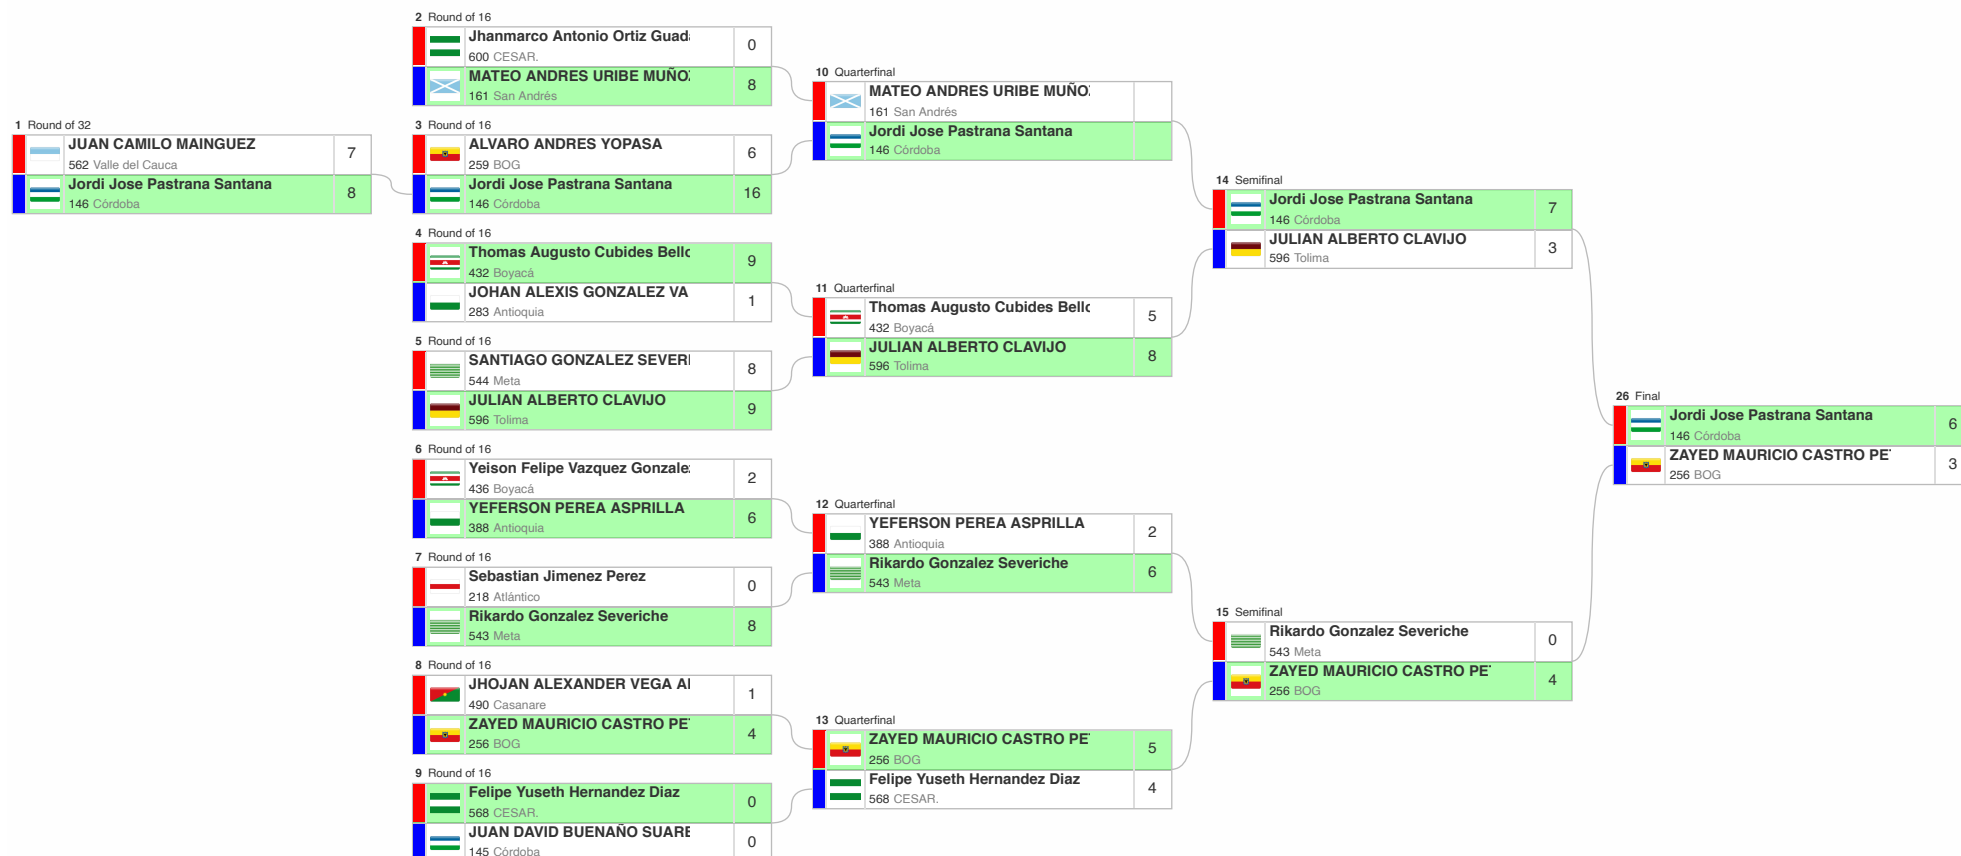 1 Round of 32
JUAN CAMILO MAINGUEZ 7
562 Valle del Cauca
Jordi Jose Pastrana Santana 8
146 Córdoba
2 Round of 16
Jhanmarco Antonio Ortiz Guad 0
600 CESAR.
MATEO ANDRES URIBE MUÑO 8
161 San Andrés
3 Round of 16
ALVARO ANDRES YOPASA 6
259 BOG
Jordi Jose Pastrana Santana 16
146 Córdoba
4 Round of 16
Thomas Augusto Cubides Bello 9
432 Boyacá
JOHAN ALEXIS GONZALEZ VA 1
283 Antioquia
5 Round of 16
SANTIAGO GONZALEZ SEVERI 8
544 Meta
JULIAN ALBERTO CLAVIJO 9
596 Tolima
6 Round of 16
Yeison Felipe Vazquez Gonzale 2
436 Boyacá
YEFERSON PEREA ASPRILLA 6
388 Antioquia
7 Round of 16
Sebastian Jimenez Perez 0
218 Atlántico
Rikardo Gonzalez Severiche 8
543 Meta
8 Round of 16
JHOJAN ALEXANDER VEGA 1
490 Casanare
ZAYED MAURICIO CASTRO PE 4
256 BOG
9 Round of 16
Felipe Yuseth Hernandez Diaz 0
568 CESAR.
JUAN DAVID BUENAÑO SUARE 0
145 Córdoba
10 Quarterfinal
MATEO ANDRES URIBE MUÑO
161 San Andrés
Jordi Jose Pastrana Santana
146 Córdoba
11 Quarterfinal
Thomas Augusto Cubides Bello 5
432 Boyacá
JULIAN ALBERTO CLAVIJO 8
596 Tolima
12 Quarterfinal
YEFERSON PEREA ASPRILLA 2
388 Antioquia
Rikardo Gonzalez Severiche 6
543 Meta
13 Quarterfinal
ZAYED MAURICIO CASTRO PE 5
256 BOG
Felipe Yuseth Hernandez Diaz 4
568 CESAR.
14 Semifinal
Jordi Jose Pastrana Santana 7
146 Córdoba
JULIAN ALBERTO CLAVIJO 3
596 Tolima
15 Semifinal
Rikardo Gonzalez Severiche 0
543 Meta
ZAYED MAURICIO CASTRO PE 4
256 BOG
26 Final
Jordi Jose Pastrana Santana 6
146 Córdoba
ZAYED MAURICIO CASTRO PE 3
256 BOG